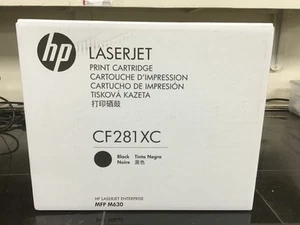 hp
LASERJET
PRINT CARTRIDGE
CARTOUCHE D'IMPRESSION
CARTUCHO DE IMPRESIÓN
TISKOVÁ KAZETA
打印硒鼓
CF281XC
Black Tinta Negra
Noire 黑色
HP LASERJET ENTERPRISE
MFP M630